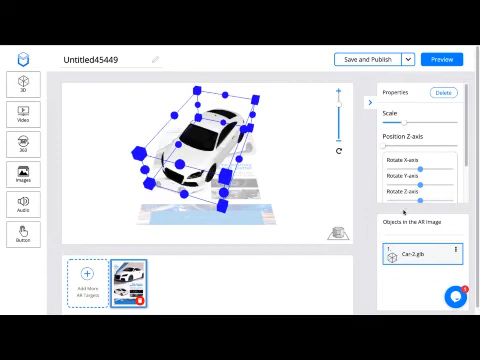 Untitled45449
Save and Publish
Preview
3D
Video
360
Images
Audio
Button
Properties
Delete
Scale
Position Z-axis
Rotate X-axis
Rotate Y-axis
Rotate Z-axis
Objects in the AR Image
1.
Car-2.glb
Add More
AR Targets